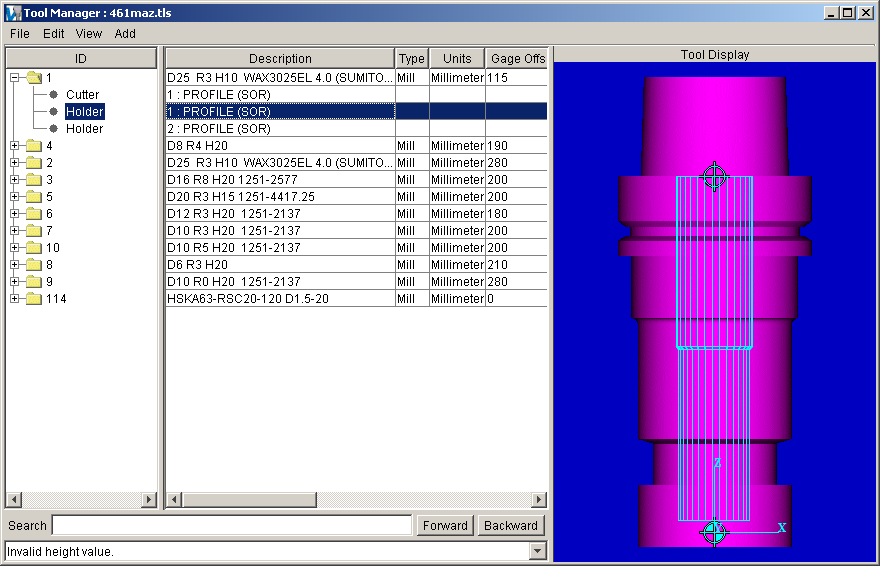 Tool Manager : 461maz.tls
File Edit View Add
ID Description Type Units Gage Offs Tool Display
1 D25 R3 H10 WAX3025EL 4.0 (SUMITO... Mill Millimeter 115
Cutter 1 : PROFILE (SOR)
Holder 1 : PROFILE (SOR)
Holder 2 : PROFILE (SOR)
4 D8 R4 H20 Mill Millimeter 190
2 D25 R3 H10 WAX3025EL 4.0 (SUMITO... Mill Millimeter 280
3 D16 R8 H20 1251-2577 Mill Millimeter 200
5 D20 R3 H15 1251-4417.25 Mill Millimeter 200
6 D12 R3 H20 1251-2137 Mill Millimeter 180
7 D10 R3 H20 1251-2137 Mill Millimeter 200
10 D10 R5 H20 1251-2137 Mill Millimeter 200
8 D6 R3 H20 Mill Millimeter 210
9 D10 R0 H20 1251-2137 Mill Millimeter 280
114 HSKA63-RSC20-120 D1.5-20 Mill Millimeter 0
Z
X
Search Forward Backward
Invalid height value.